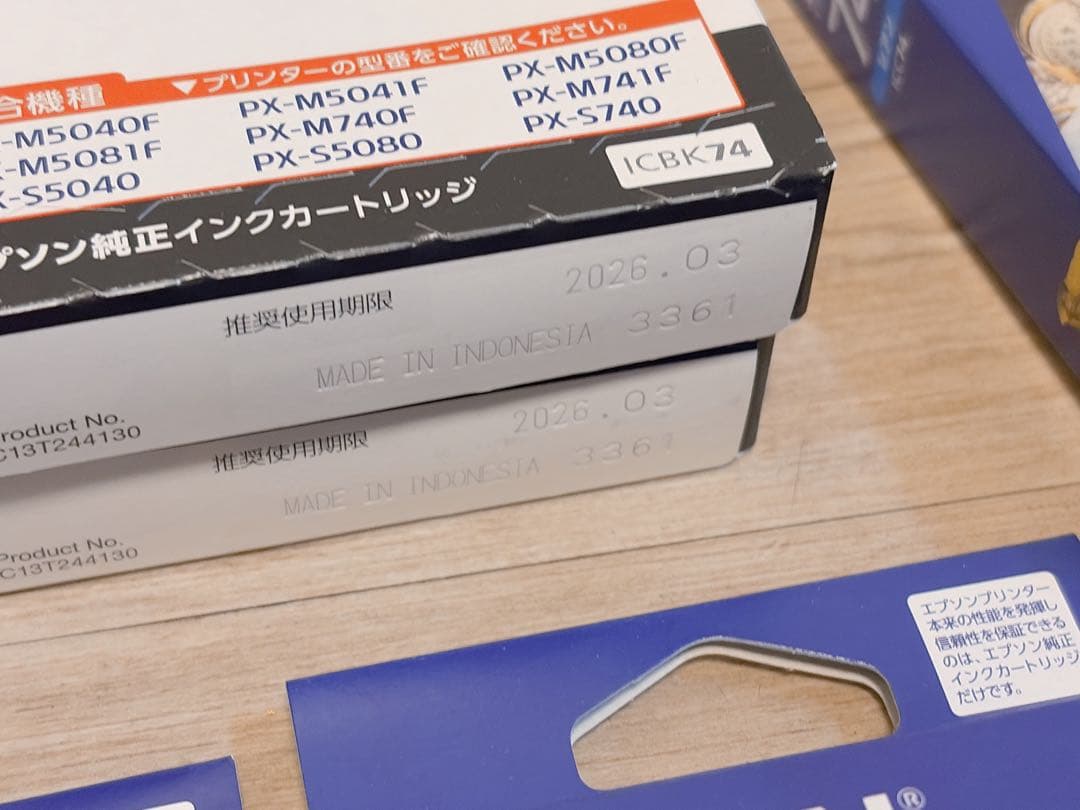 合機種
▼プリンターの型番をご確認ください。
-M5040F
PX-M5041F
PX-M5080F
-M5081F
PX-M740F
PX-M741F
-S5040
PX-S5080
PX-S740
ICBK74
プソン純正インクカートリッジ
推奨使用期限
2026.03
MADE IN INDONESIA
3361
roduct No.
C13T244130
推奨使用期限
2026.03
MADE IN INDONESIA
3361
Product No.
C13T244130
エプソンプリンター
本来の性能を発揮し
信頼性を保証できる
のは、エプソン純正
インクカートリッジ
だけです。
®